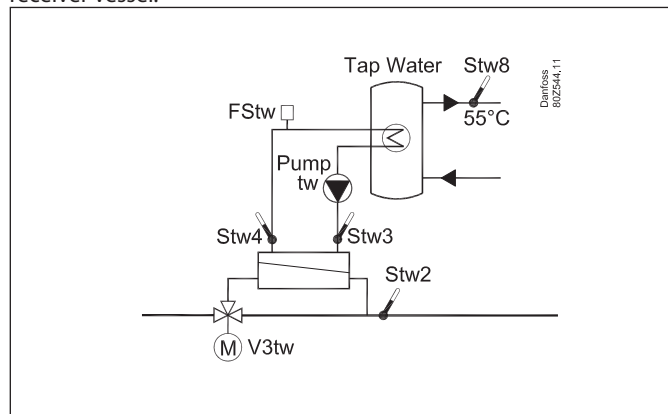 receiver vessel.
Tap Water
Stw8
Danfoss
80Z544.11
55°C
FStw
Pump
tw
Stw4
Stw3
Stw2
M
V3tw